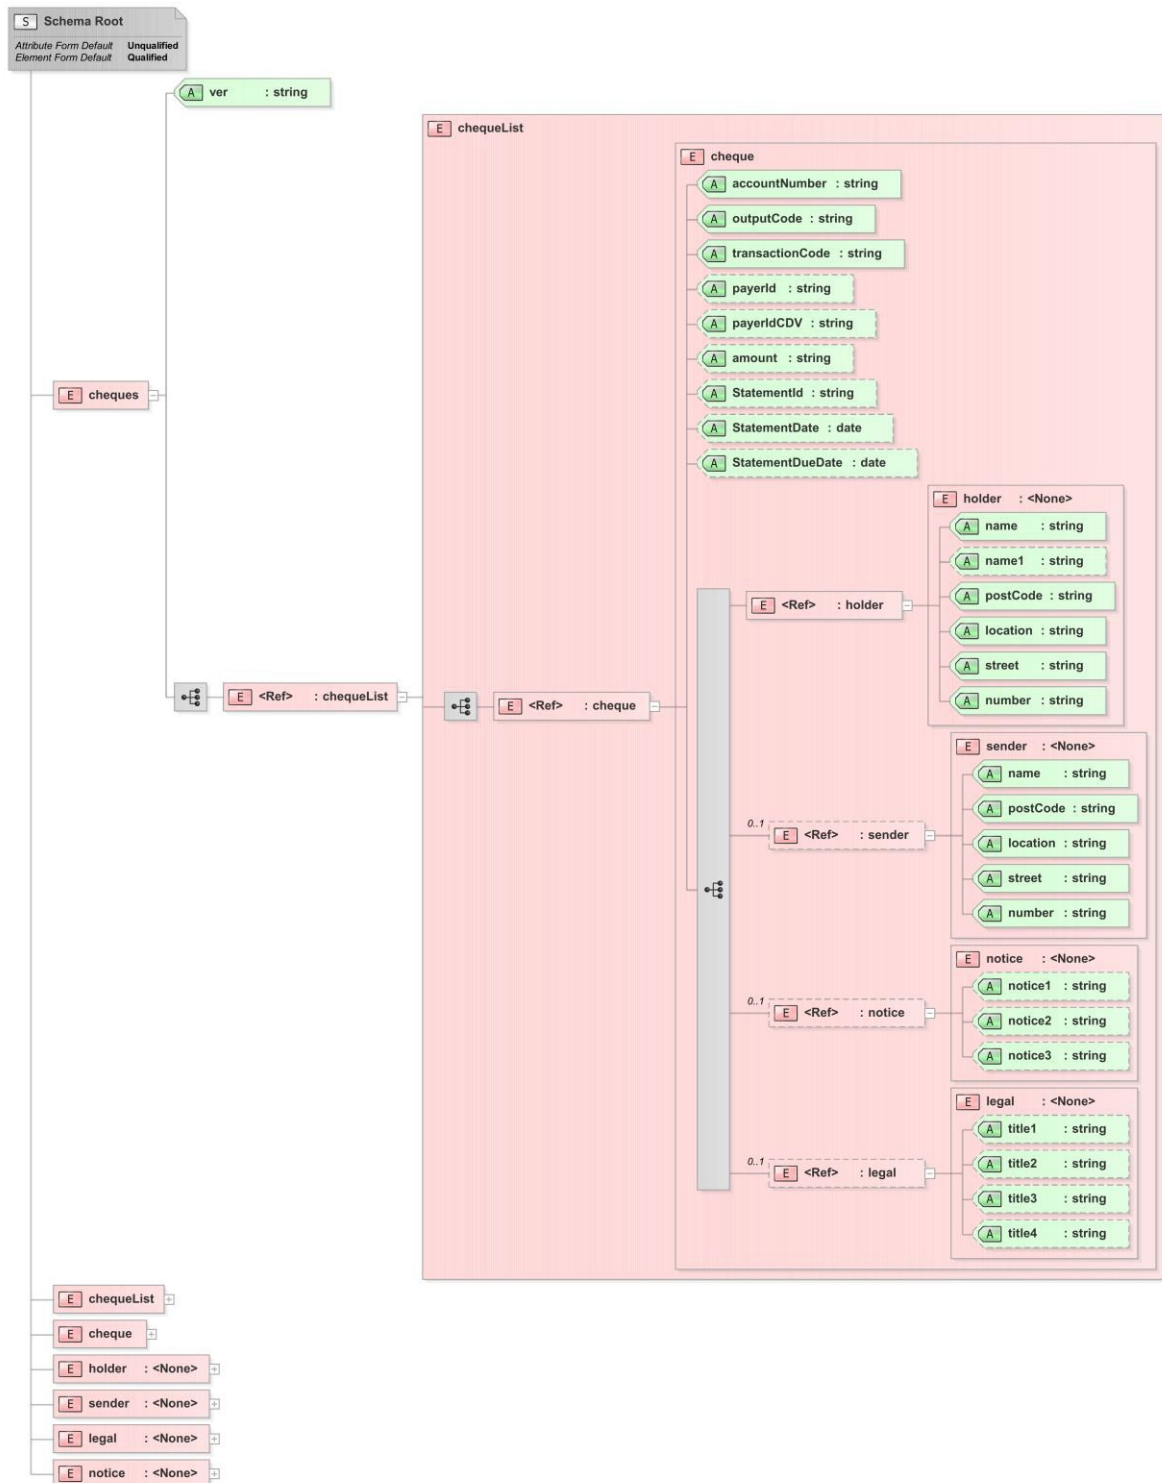 S Schema Root
Attribute Form Default Unqualified
Element Form Default Qualified
A ver : string
E chequeList
E cheque
A accountNumber : string
A outputCode : string
A transactionCode : string
A payerId : string
A payerIdCDV : string
A amount : string
E cheques
A StatementId : string
A StatementDate : date
A StatementDueDate : date
E holder : <None>
A name : string
A name1 : string
A postCode : string
E <Ref> : holder
A location : string
A street : string
A number : string
E <Ref> : chequeList
E <Ref> : cheque
E sender : <None>
A name : string
A postCode : string
0..1
E <Ref> : sender
A location : string
A street : string
A number : string
E notice : <None>
A notice1 : string
0..1
E <Ref> : notice
A notice2 : string
A notice3 : string
E legal : <None>
A title1 : string
0..1
E <Ref> : legal
A title2 : string
A title3 : string
A title4 : string
E chequeList
E cheque
E holder : <None>
E sender : <None>
E legal : <None>
E notice : <None>